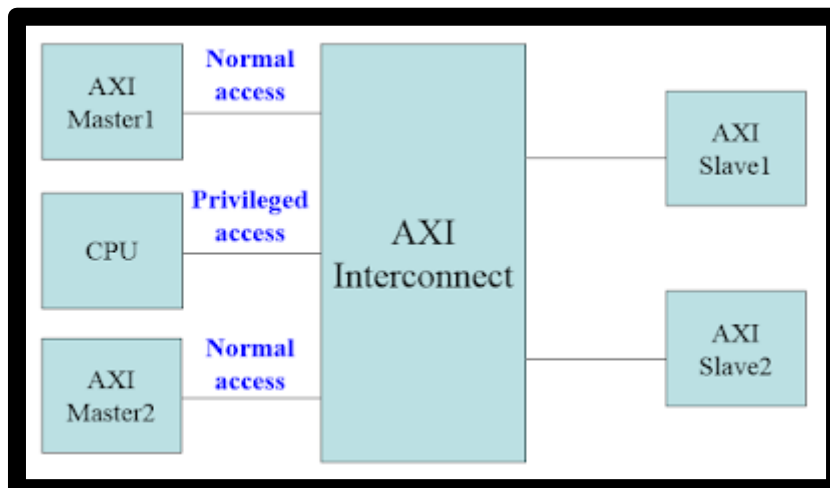 AXI
Master1
Normal
access
CPU
Privileged
access
AXI
Master2
Normal
access
AXI
Interconnect
AXI
Slave1
AXI
Slave2